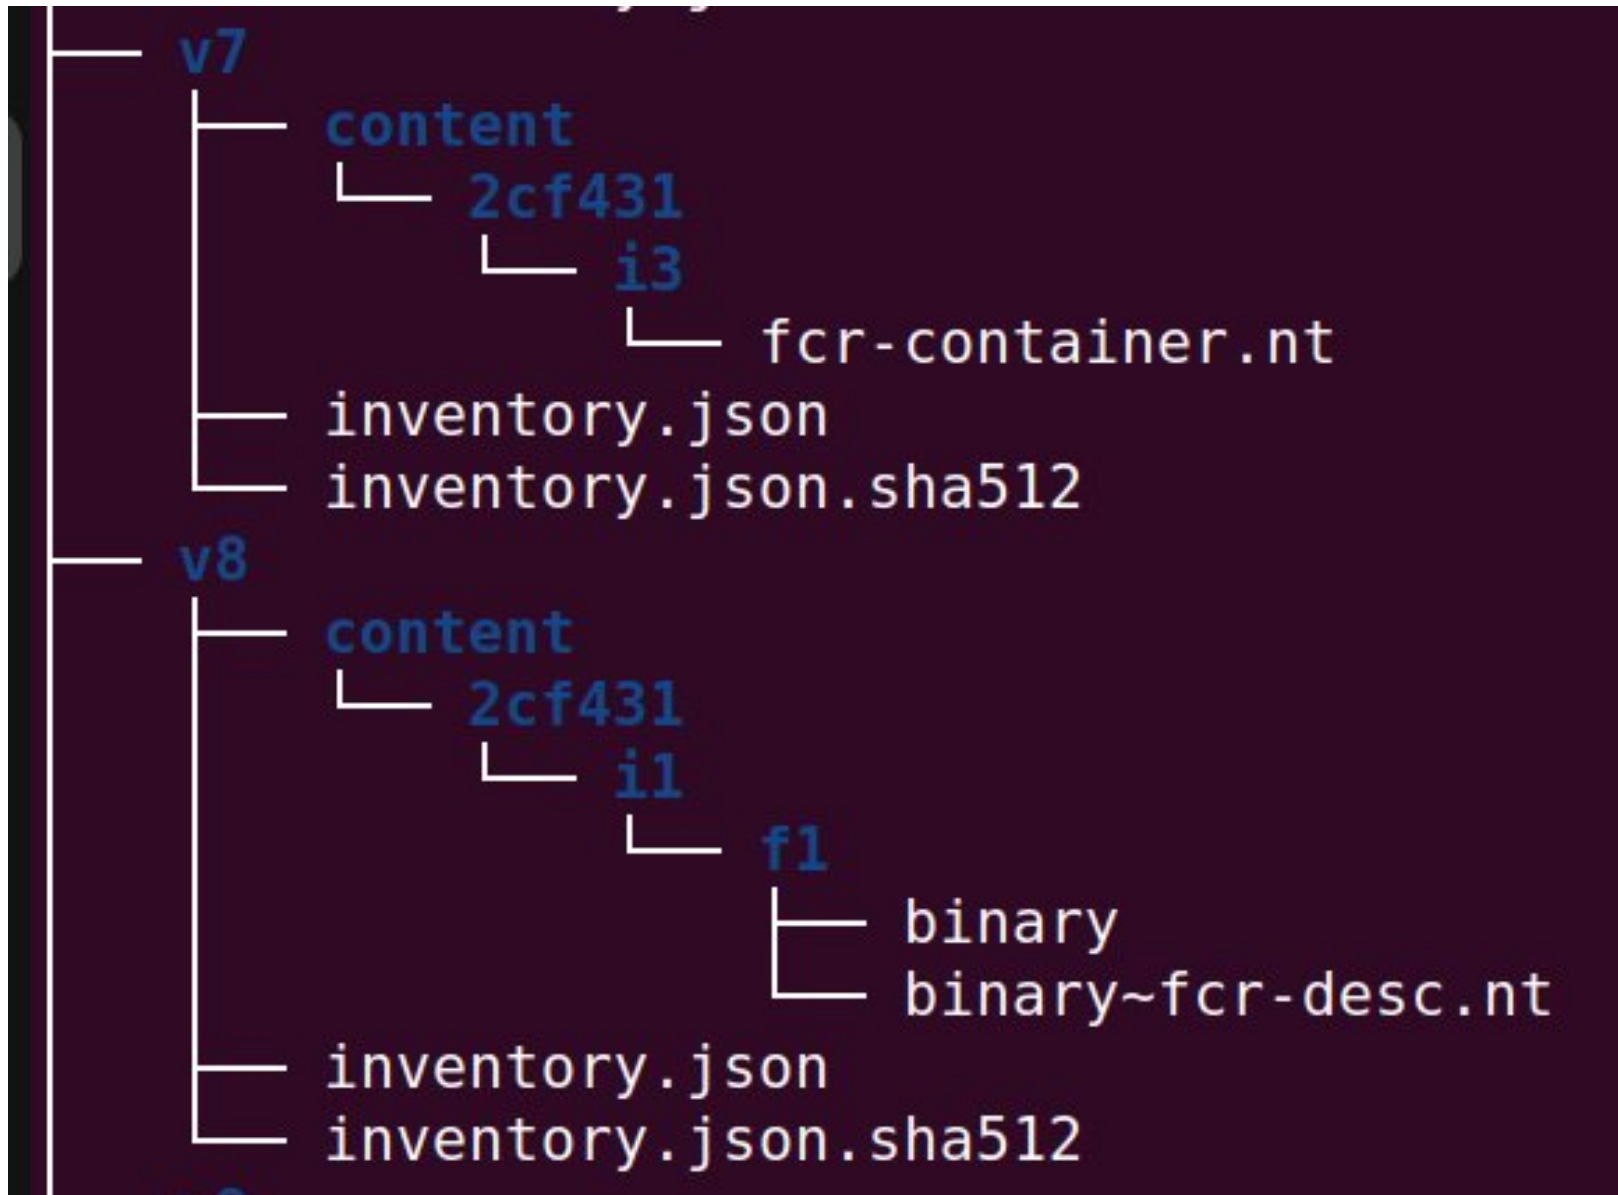 v7
content
2cf431
i3
fcr-container.nt
inventory.json
inventory.json.sha512
v8
content
2cf431
i1
f1
binary
binary~fcr-desc.nt
inventory.json
inventory.json.sha512